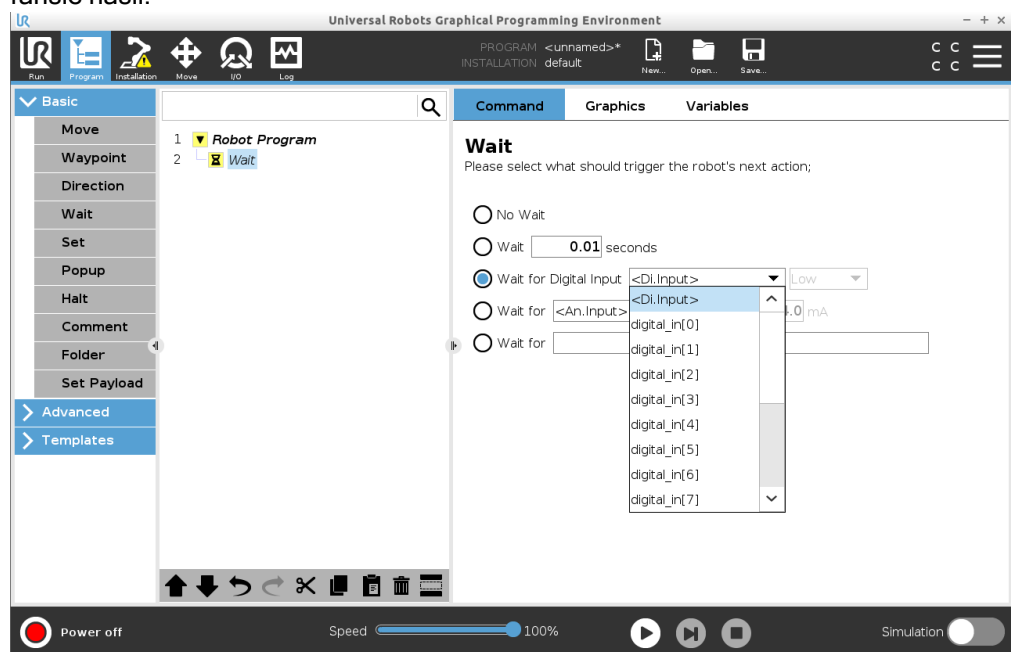 UR
Universal Robots Graphical Programming Environment
Run
Program
Installation
Move
I/O
Log
PROGRAM <unnamed>*
INSTALLATION default
New...
Open...
Save...
C C
C C
Basic
Move
Waypoint
Direction
Wait
Set
Popup
Halt
Comment
Folder
Set Payload
Advanced
Templates
1 Robot Program
2 Wait
Command Graphics Variables
Wait
Please select what should trigger the robot's next action;
No Wait
Wait 0.01 seconds
Wait for Digital Input <Di.Input> Low
Wait for <An.Input> .0 mA
Wait for
<Di.Input>
digital_in[0]
digital_in[1]
digital_in[2]
digital_in[3]
digital_in[4]
digital_in[5]
digital_in[6]
digital_in[7]
Power off
Speed 100%
Simulation